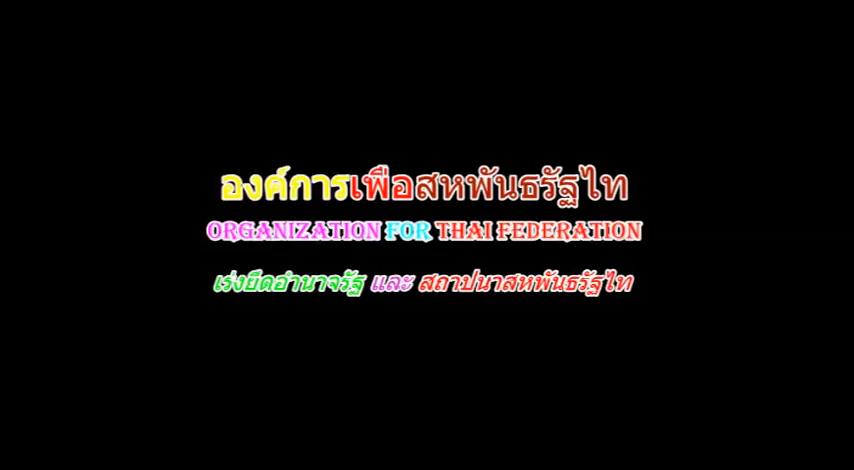 องค์การเพื่อสหพันธรัฐไท
ORGANIZATION FOR THAI FEDERATION
เร่งยึดอำนาจรัฐ และ สถาปนาสหพันธรัฐไท